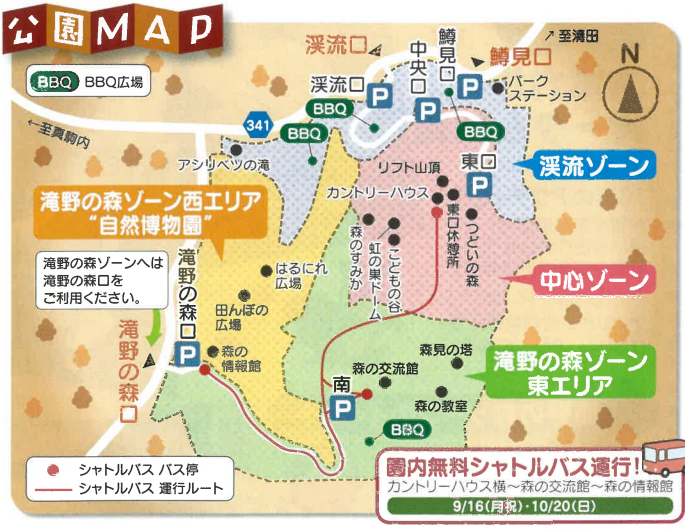 公園MAP
BBQ BBQ広場
渓流口
中央口
鱒見口
↗至滝田
鱒見口
渓流口
P
P
P
パーク
ステーション
N
BBQ
BBQ
BBQ
341
←至真駒内
アシリベツの滝
リフト山頂
東口
P
カントリーハウス
渓流ゾーン
滝野の森ゾーン西エリア
“自然博物園”
東口休憩所
つどいの森
森のすみか
虹の巣ドーム
こどもの谷
中心ゾーン
滝野の森ゾーンへは
滝野の森口を
ご利用ください。
滝野の森口
はるにれ
広場
田んぼの
広場
滝野の森口
P
森の
情報館
南
P
森の交流館
森見の塔
森の教室
滝野の森ゾーン
東エリア
BBQ
シャトルバス バス停
シャトルバス 運行ルート
園内無料シャトルバス運行!
カントリーハウス横〜森の交流館〜森の情報館
9/16(月祝)・10/20(日)